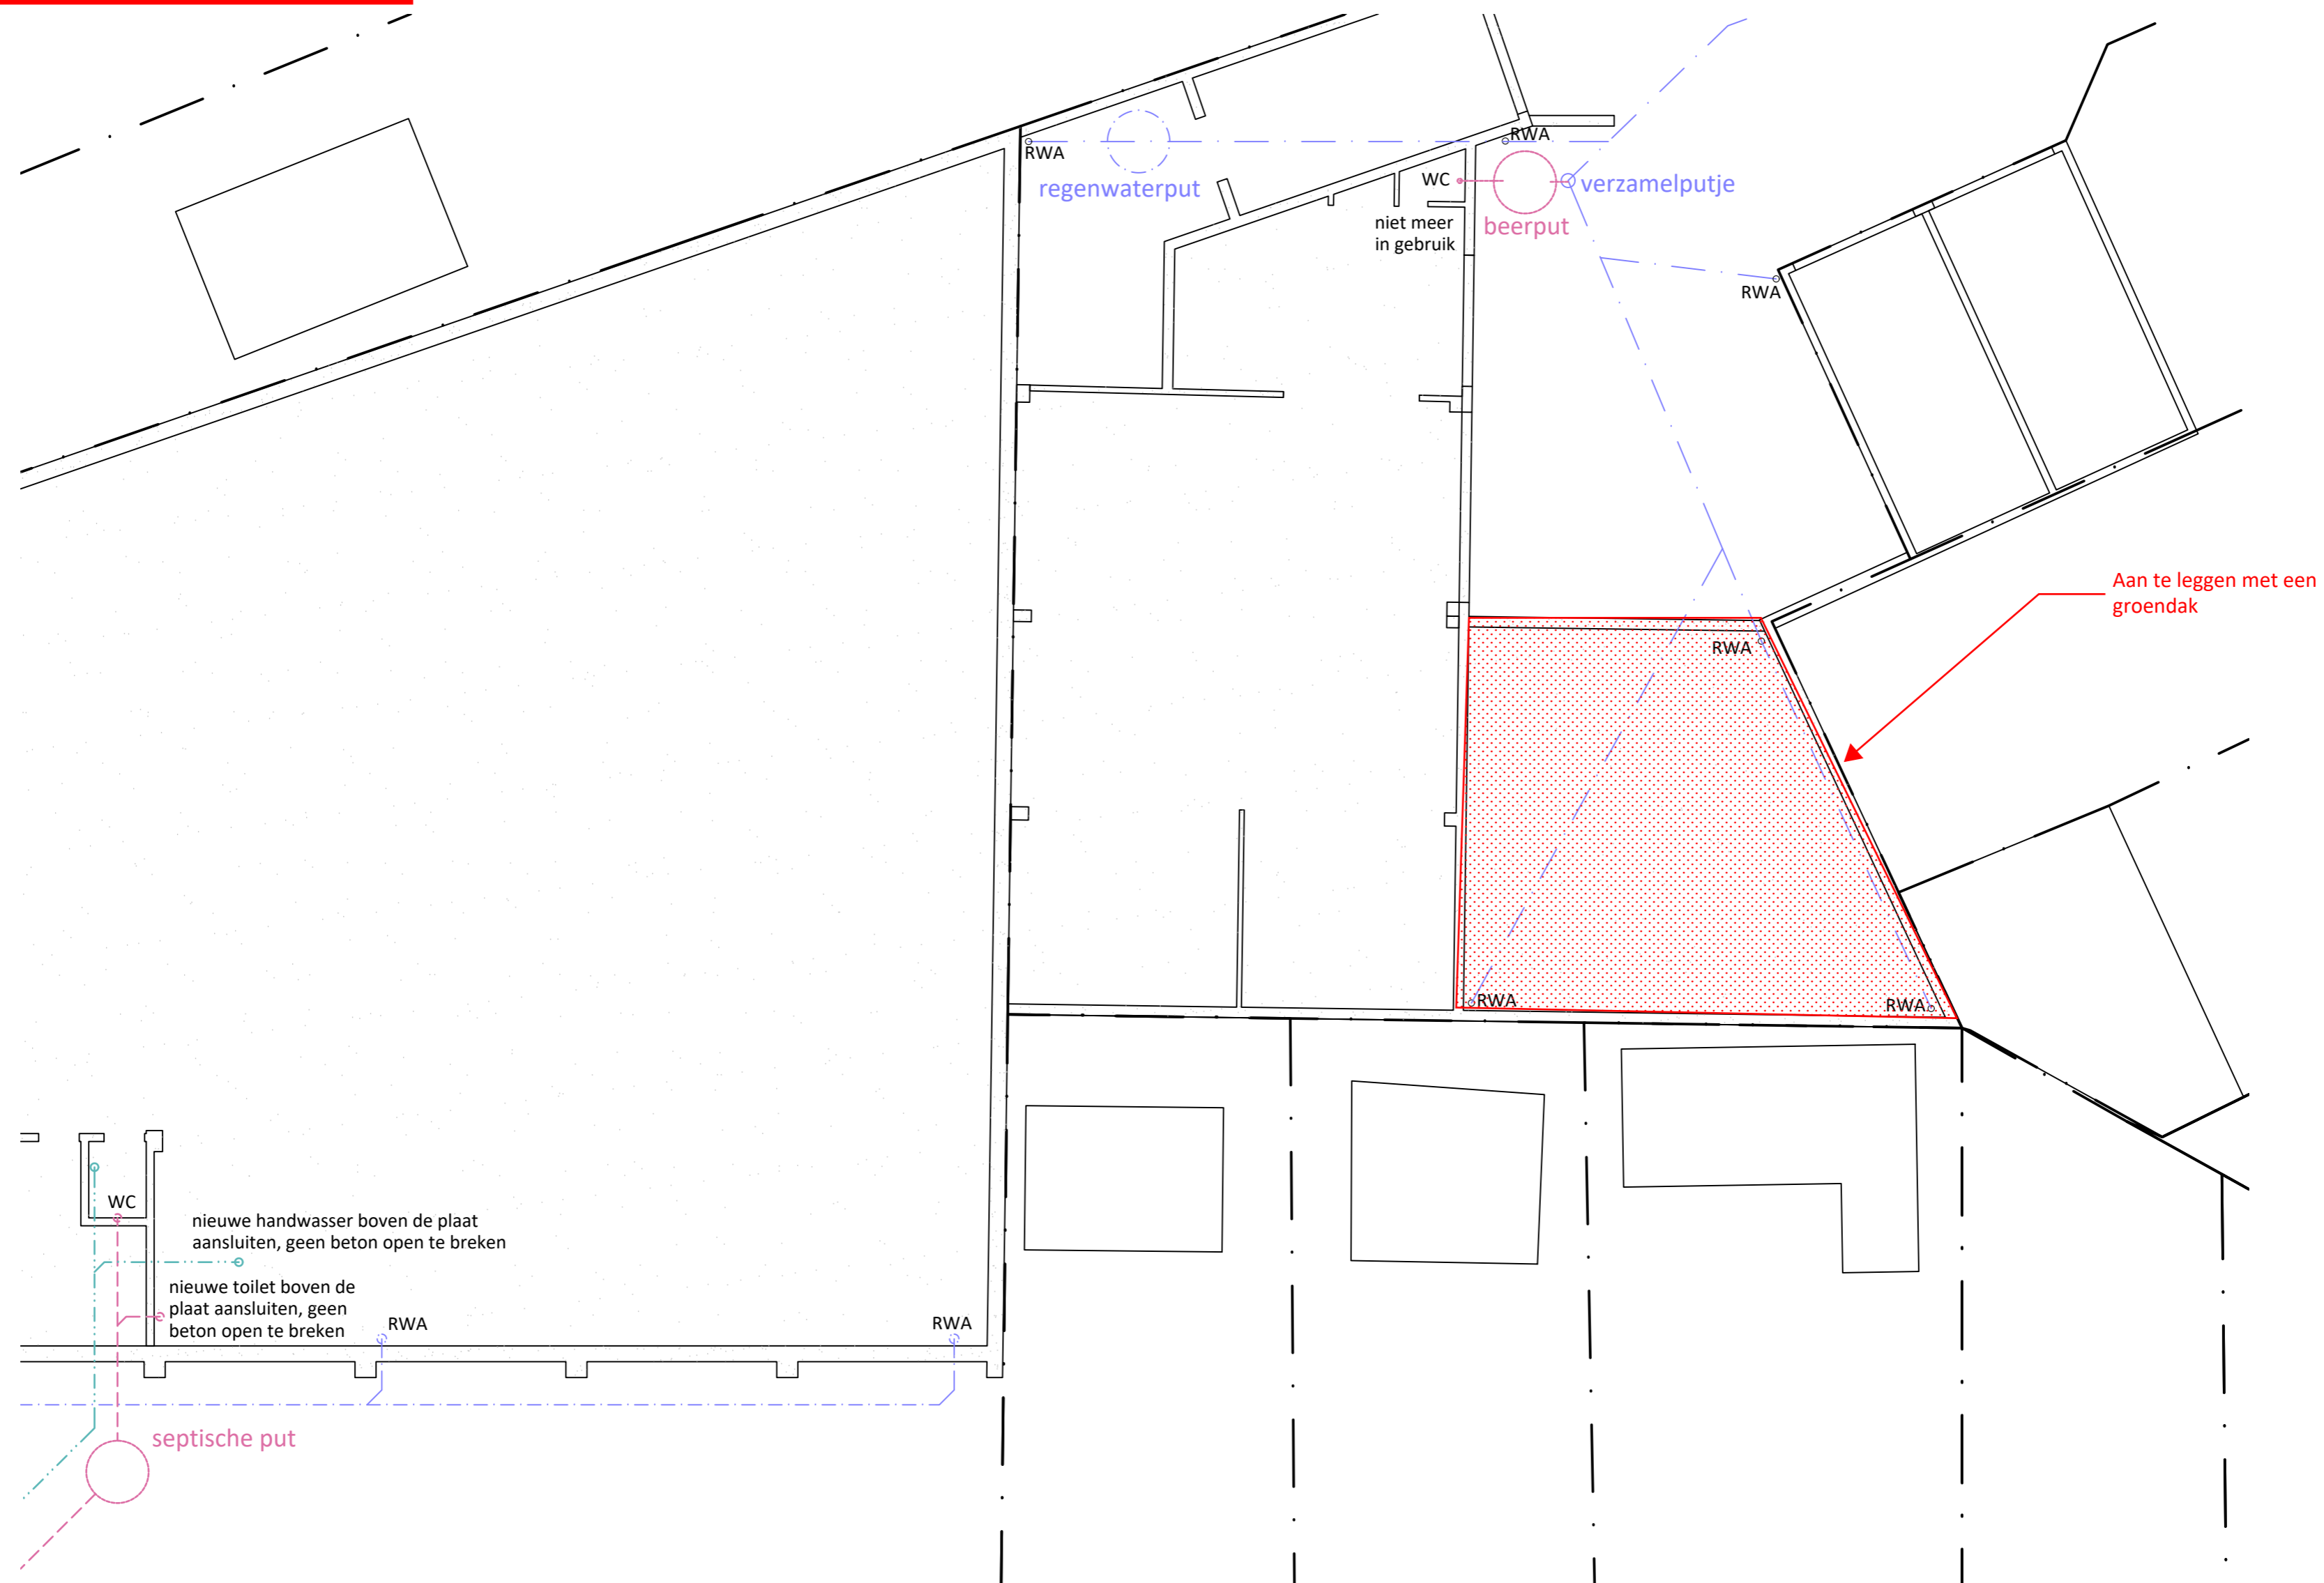 RWA
RWA
regenwaterput
WC
verzamelputje
niet meer
in gebruik
beerput
RWA
Aan te leggen met een
groendak
RWA
RWA
RWA
WC
nieuwe handwasser boven de plaat
aansluiten, geen beton open te breken
nieuwe toilet boven de
plaat aansluiten, geen
beton open te breken
RWA
RWA
septische put